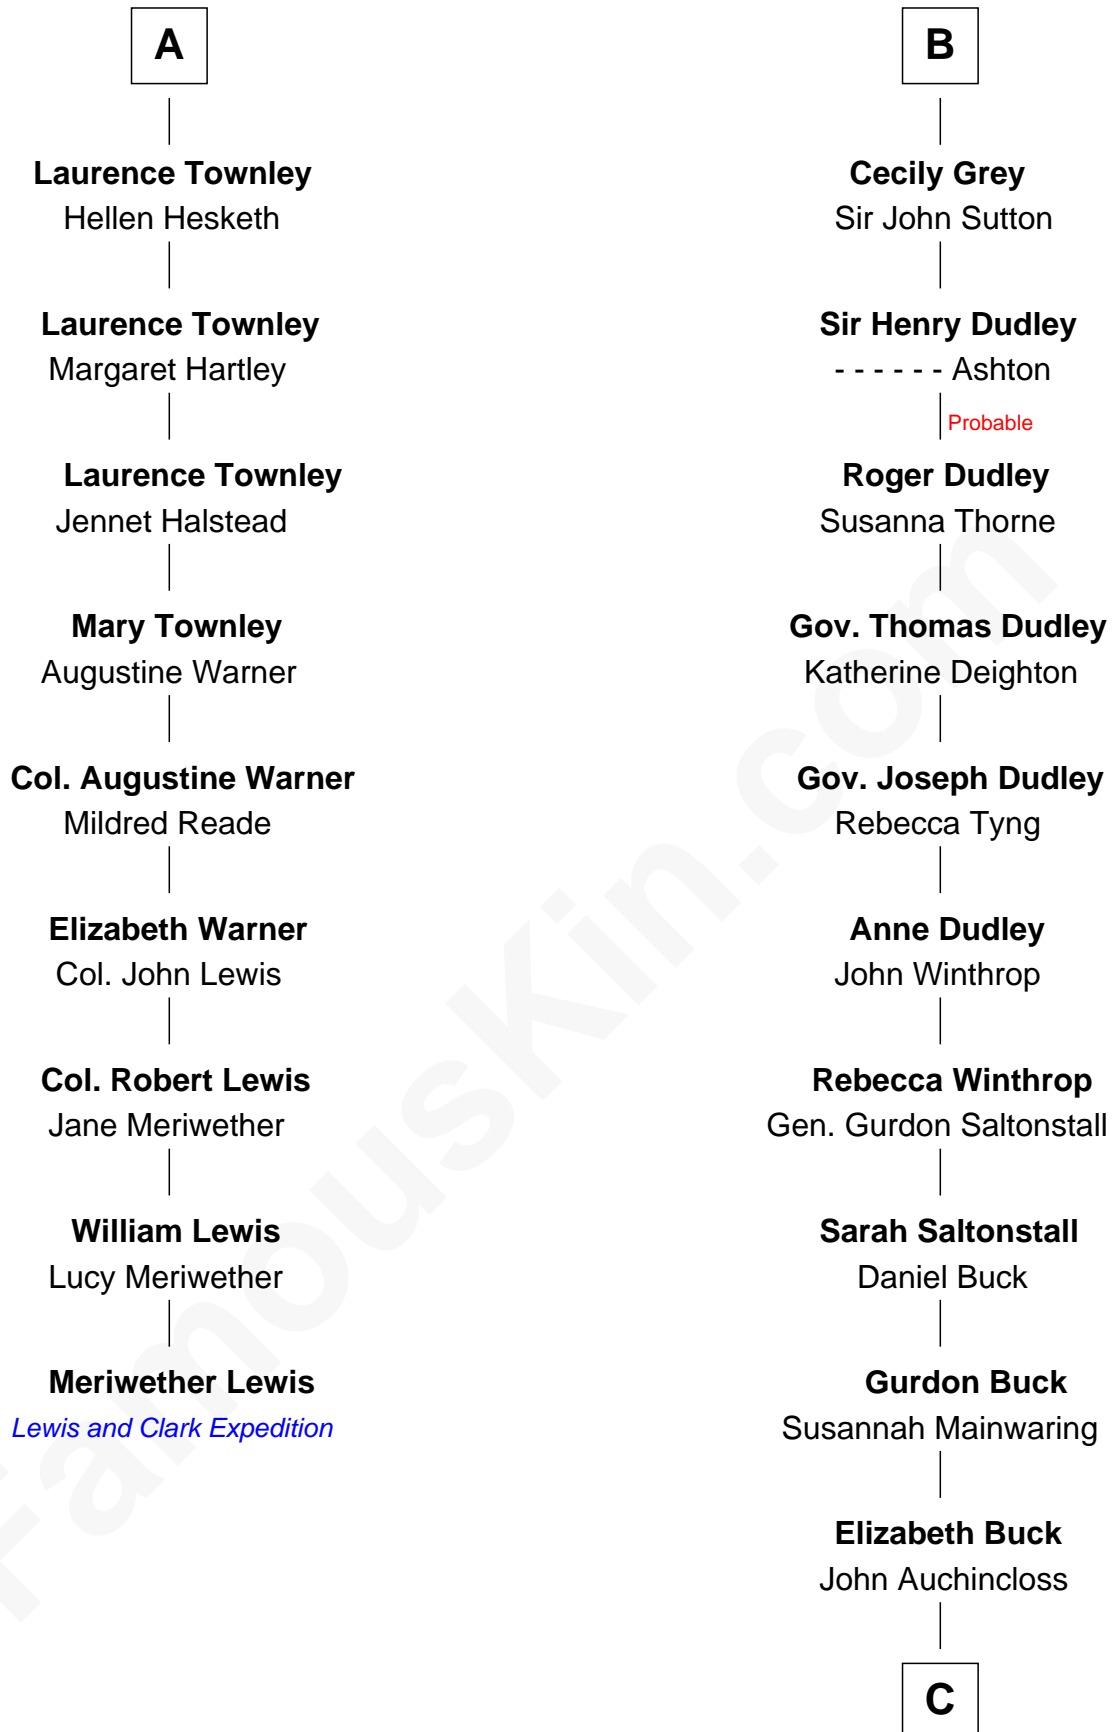 A
Laurence Townley
Hellen Hesketh
Laurence Townley
Margaret Hartley
Laurence Townley
Jennet Halstead
Mary Townley
Augustine Warner
Col. Augustine Warner
Mildred Reade
Elizabeth Warner
Col. John Lewis
Col. Robert Lewis
Jane Meriwether
William Lewis
Lucy Meriwether
Meriwether Lewis
Lewis and Clark Expedition
B
Cecily Grey
Sir John Sutton
Sir Henry Dudley
- - - - - - Ashton
Probable
Roger Dudley
Susanna Thorne
Gov. Thomas Dudley
Katherine Deighton
Gov. Joseph Dudley
Rebecca Tyng
Anne Dudley
John Winthrop
Rebecca Winthrop
Gen. Gurdon Saltonstall
Sarah Saltonstall
Daniel Buck
Gurdon Buck
Susannah Mainwaring
Elizabeth Buck
John Auchincloss
C
FamousKin.com